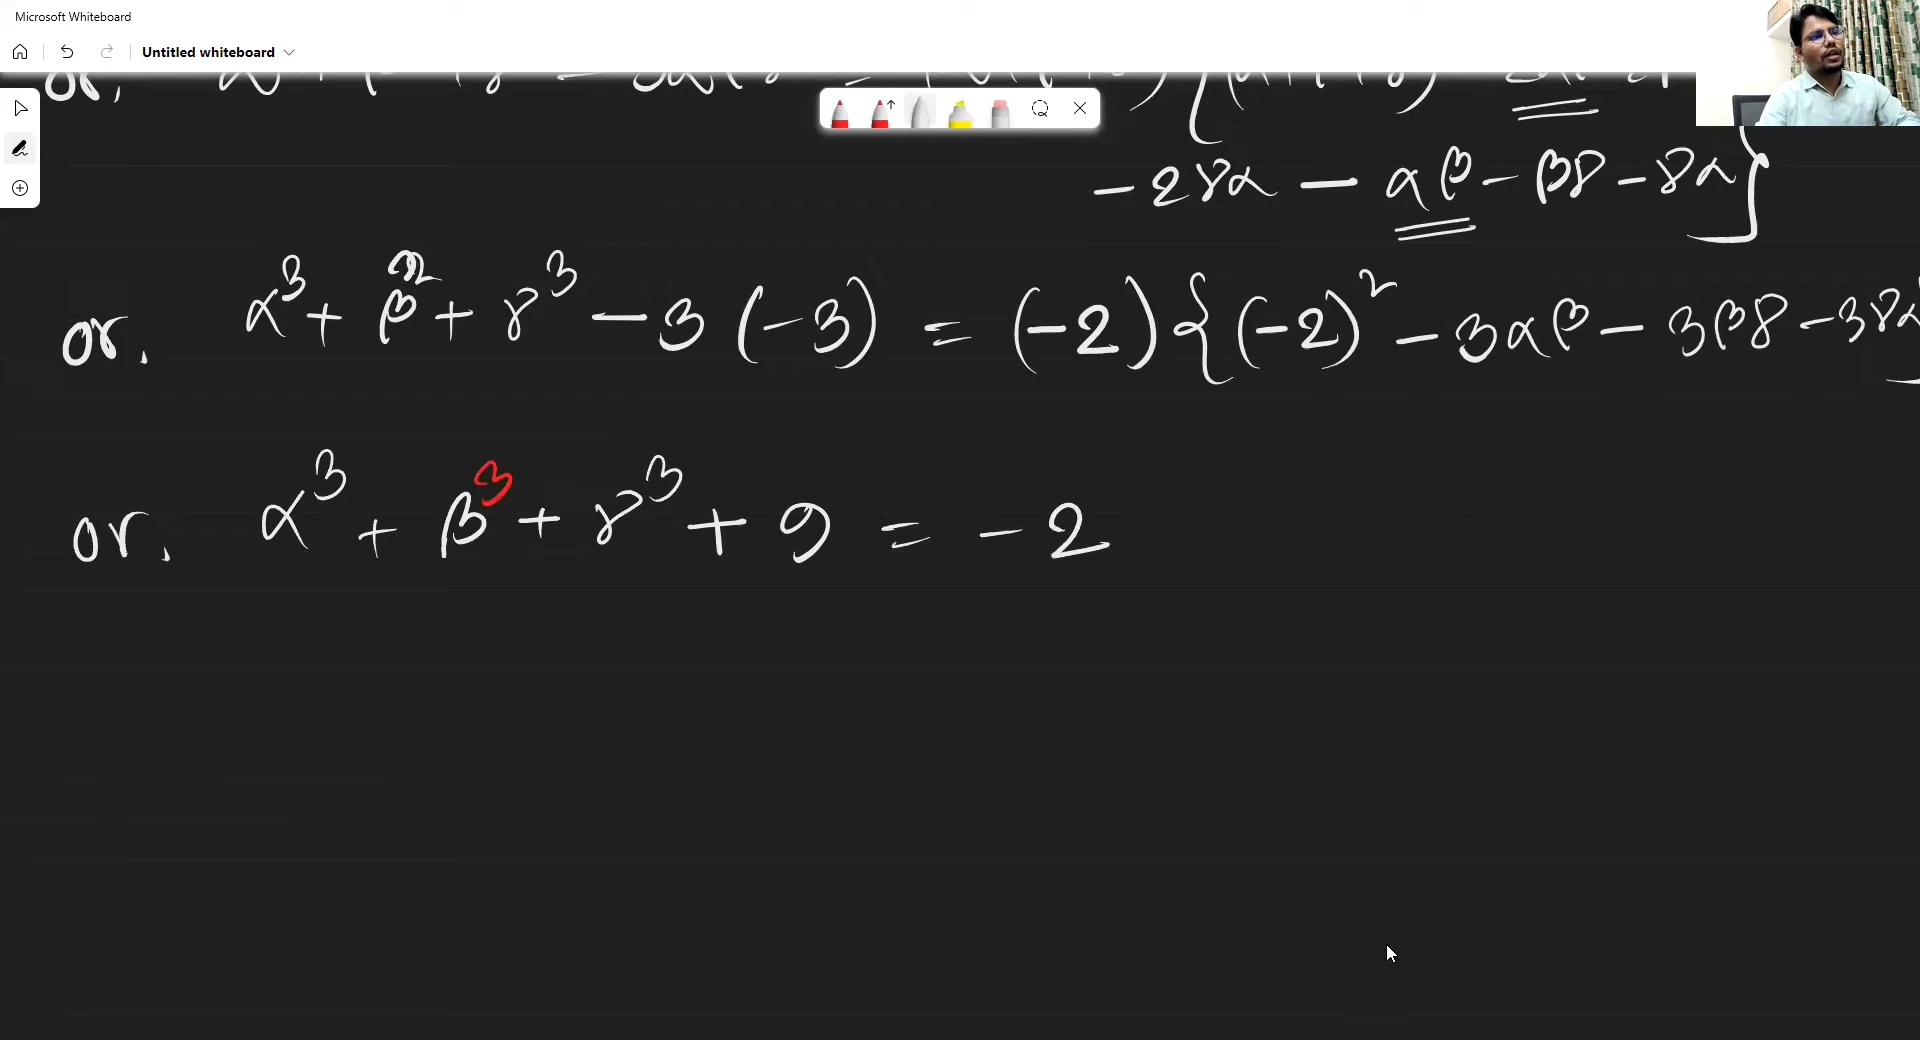 Microsoft Whiteboard
Untitled whiteboard
or,
- 2γα - αβ - βγ - γα}
or. α³ + β³ + γ³ - 3 (-3) = (-2) {(-2)² - 3αβ - 3βγ - 3γα
or. α³ + β³ + γ³ + 9 = - 2